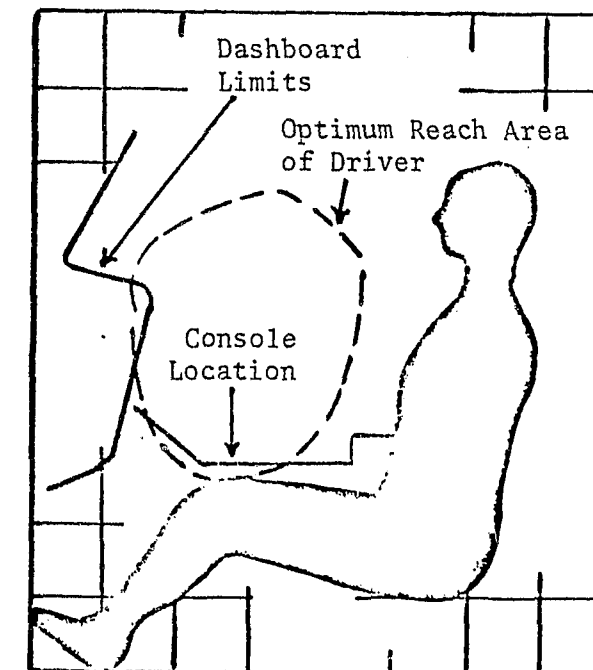 Dashboard
Limits
Optimum Reach Area
of Driver
Console
Location